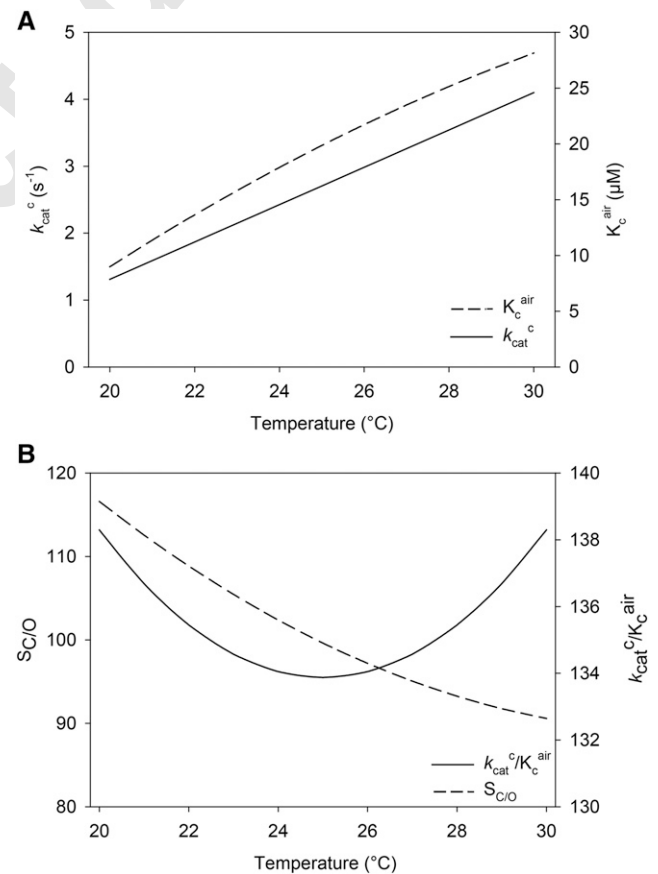 A
5
4
3
2
1
0
k_cat^c (s^-1)
30
25
20
15
10
5
0
K_c^air (µM)
K_c^air
k_cat^c
20 22 24 26 28 30
Temperature (°C)
B
120
110
100
90
80
S_C/O
140
138
136
134
132
130
k_cat^c/K_c^air
k_cat^c/K_c^air
S_C/O
20 22 24 26 28 30
Temperature (°C)